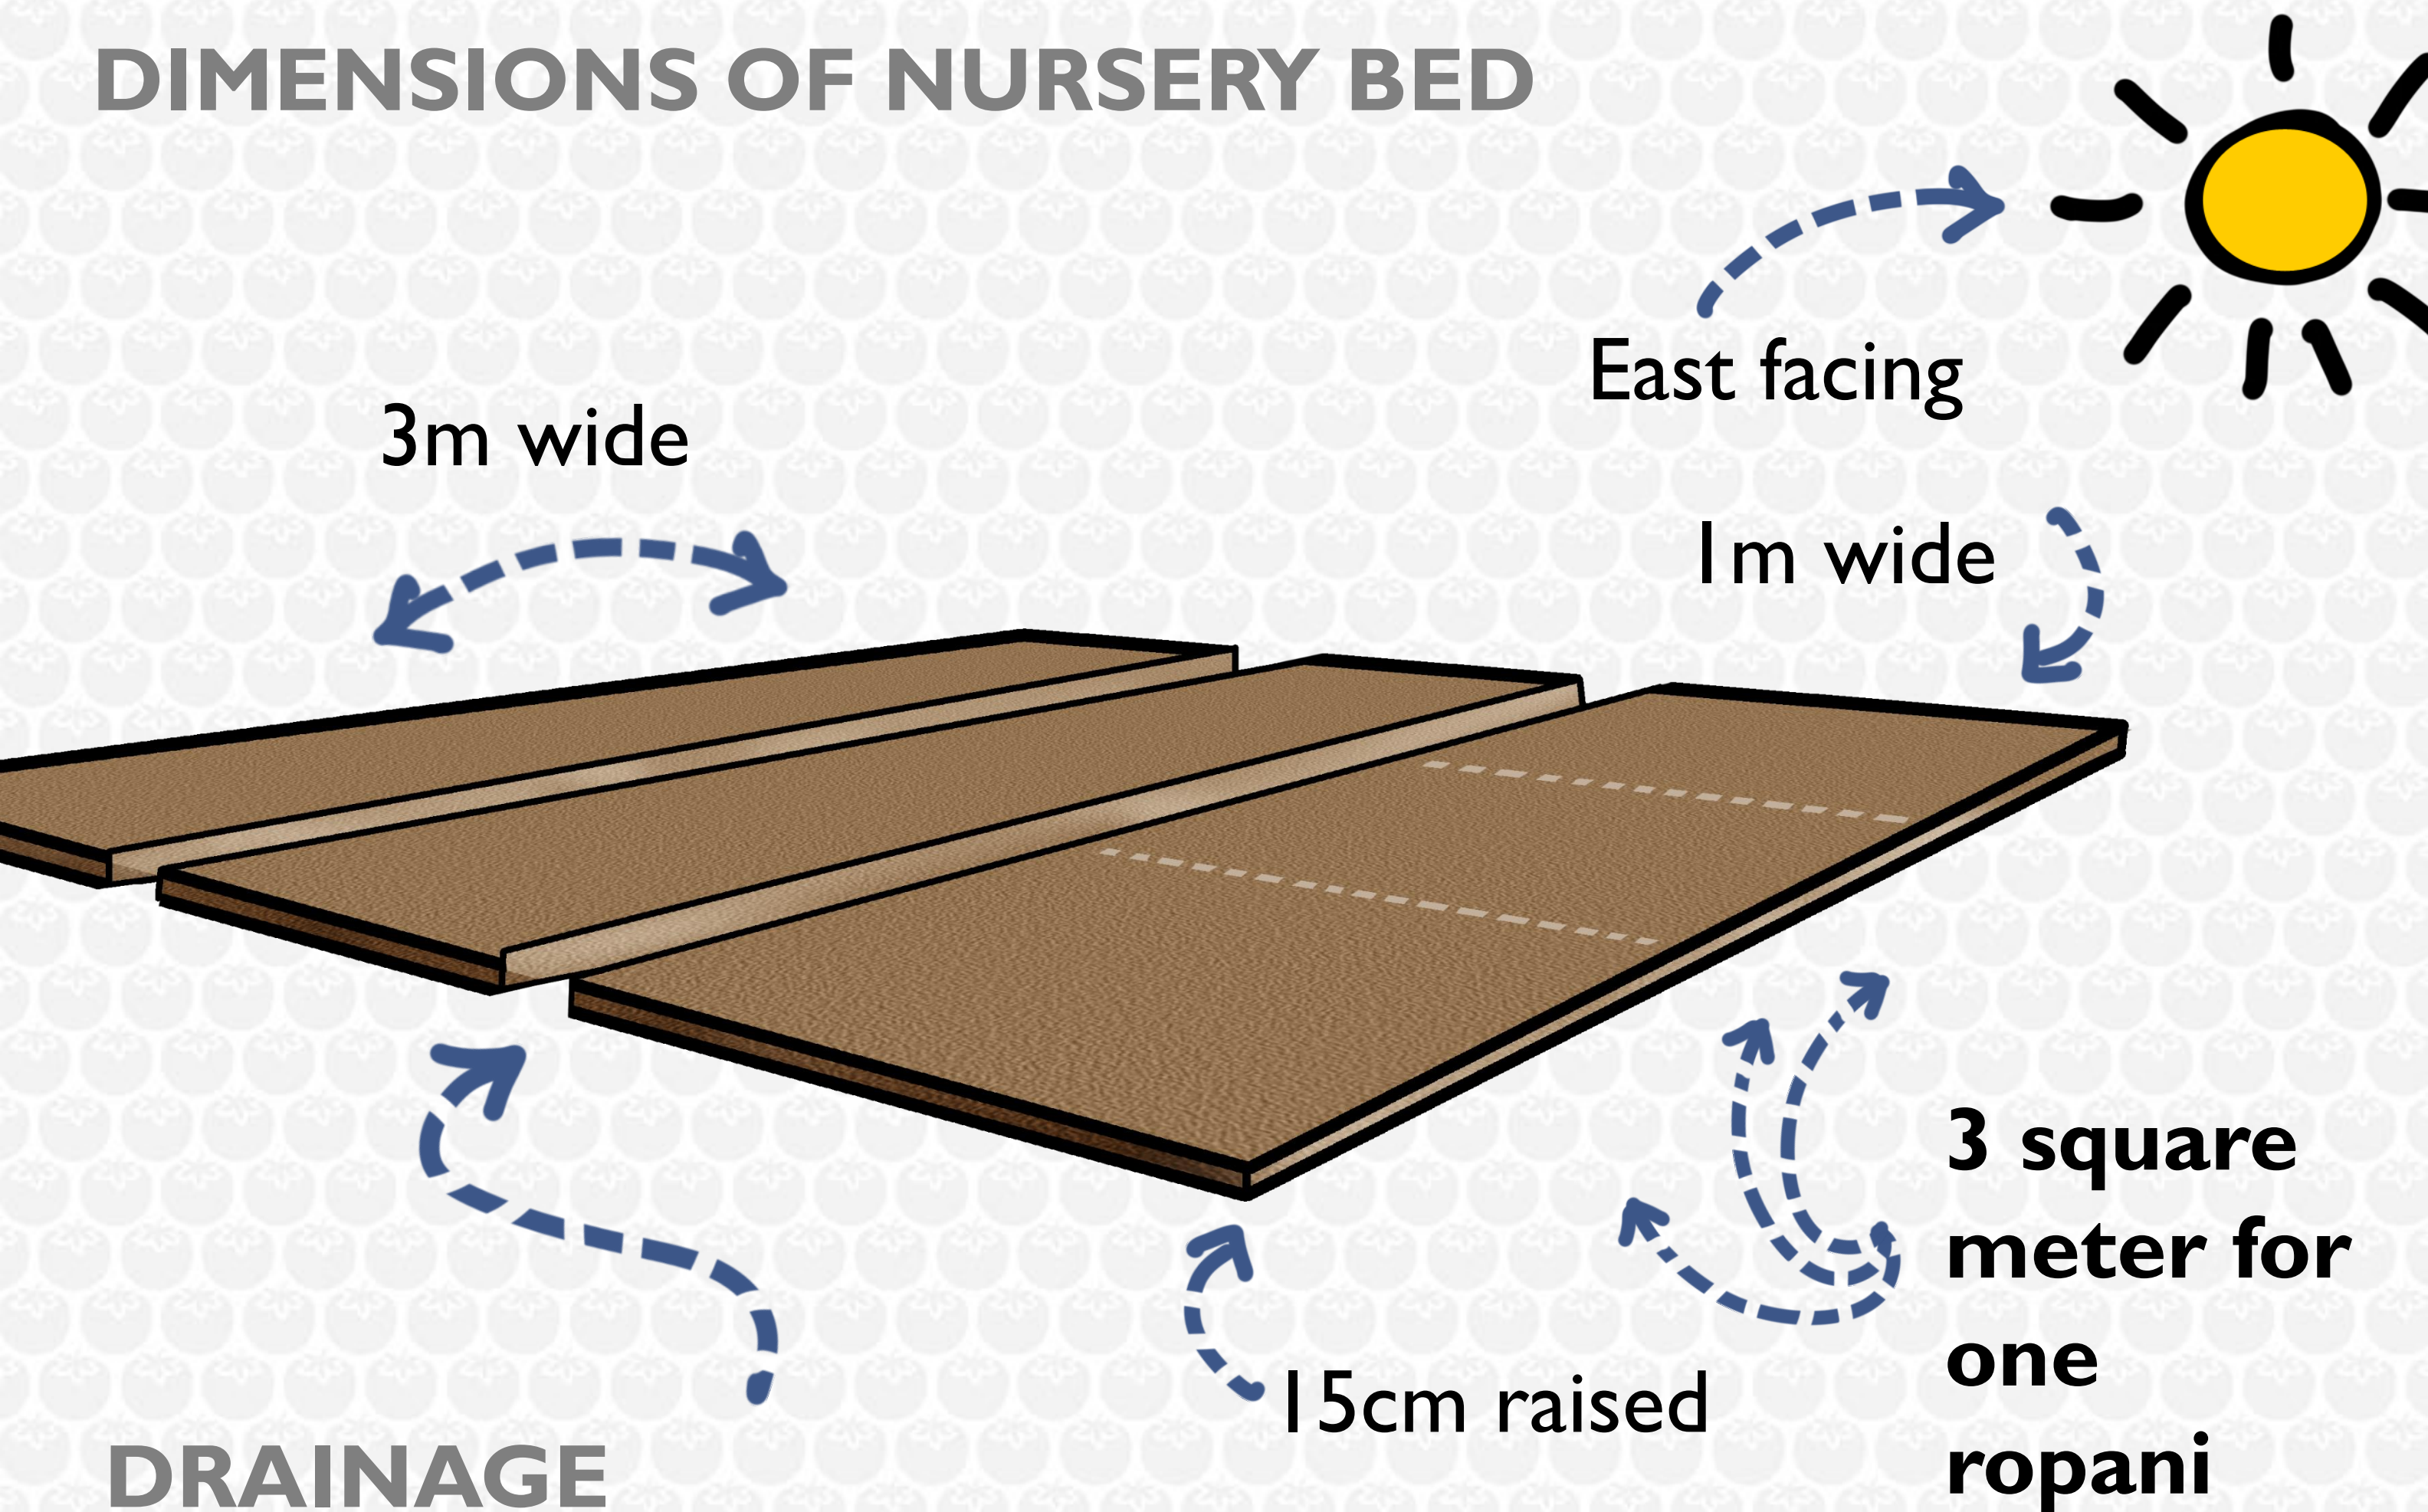 DIMENSIONS OF NURSERY BED
East facing
3m wide
1m wide
3 square
meter for
one
ropani
15cm raised
DRAINAGE